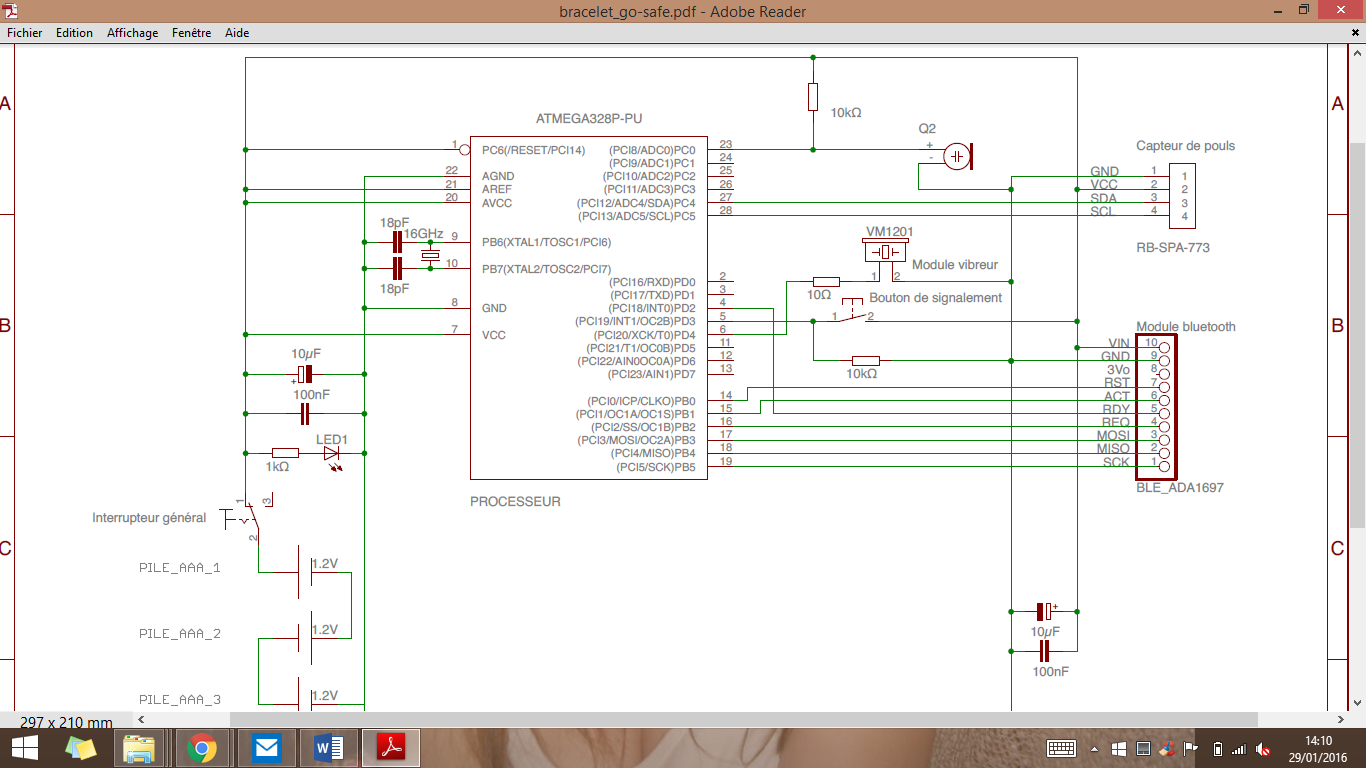 bracelet_go-safe.pdf - Adobe Reader
Fichier Edition Affichage Fenêtre Aide
A
A
B
B
C
C
ATMEGA328P-PU
10kΩ
Q2
+
-
Capteur de pouls
1 PC6(/RESET/PCI14)
22 AGND
21 AREF
20 AVCC
9 PB6(XTAL1/TOSC1/PCI6)
10 PB7(XTAL2/TOSC2/PCI7)
8 GND
7 VCC
(PCI8/ADC0)PC0 23
(PCI9/ADC1)PC1 24
(PCI10/ADC2)PC2 25
(PCI11/ADC3)PC3 26
(PCI12/ADC4/SDA)PC4 27
(PCI13/ADC5/SCL)PC5 28
(PCI16/RXD)PD0 2
(PCI17/TXD)PD1 3
(PCI18/INT0)PD2 4
(PCI19/INT1/OC2B)PD3 5
(PCI20/XCK/T0)PD4 6
(PCI21/T1/OC0B)PD5 11
(PCI22/AIN0OC0A)PD6 12
(PCI23/AIN1)PD7 13
(PCI0/ICP/CLKO)PB0 14
(PCI1/OC1A/OC1S)PB1 15
(PCI2/SS/OC1B)PB2 16
(PCI3/MOSI/OC2A)PB3 17
(PCI4/MISO)PB4 18
(PCI5/SCK)PB5 19
PROCESSEUR
GND 1 1
VCC 2 2
SDA 3 3
SCL 4 4
RB-SPA-773
18pF
16GHz
18pF
VM1201
1 2
Module vibreur
10Ω
Bouton de signalement
1 2
10kΩ
Module bluetooth
VIN 10
GND 9
3Vo 8
RST 7
ACT 6
RDY 5
REQ 4
MOSI 3
MISO 2
SCK 1
BLE_ADA1697
10µF
+
100nF
LED1
1kΩ
1
3
2
Interrupteur général
PILE_AAA_1
1.2V
PILE_AAA_2
1.2V
PILE_AAA_3
1.2V
+
10µF
100nF
297 x 210 mm
14:10
29/01/2016